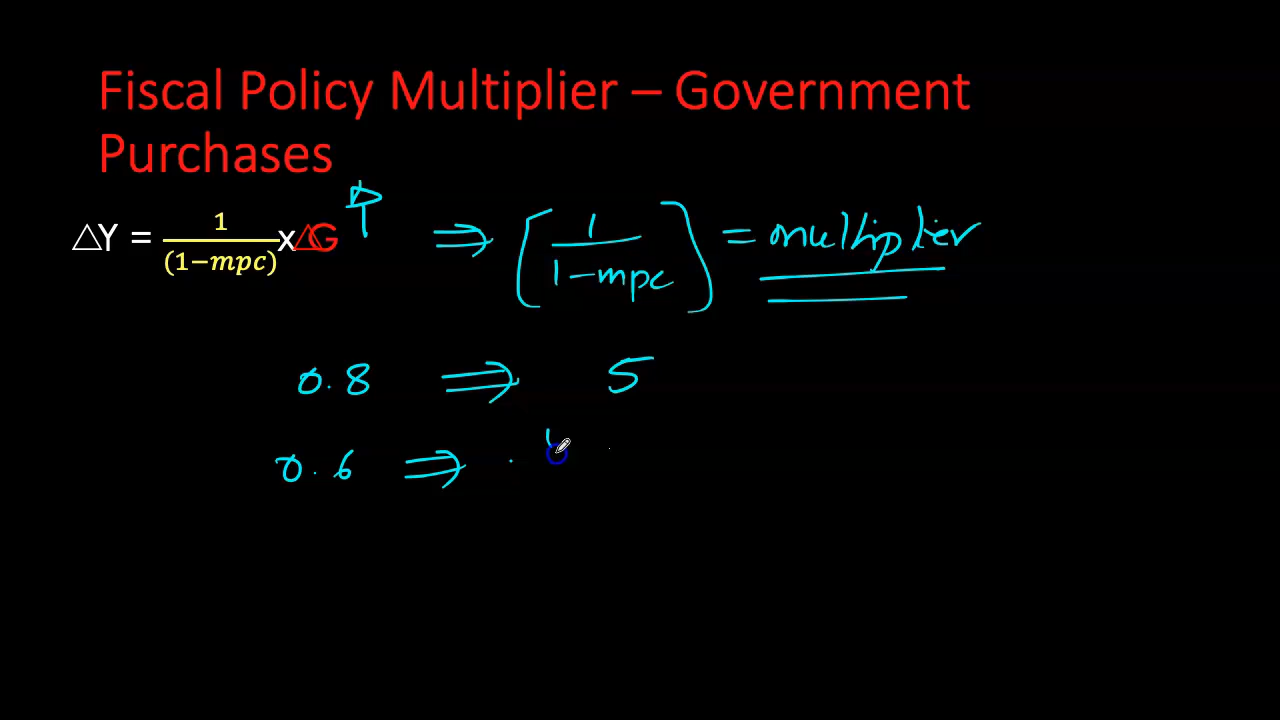 Fiscal Policy Multiplier – Government
Purchases
△Y = 1/(1−mpc) x △G ⇒ [1/(1−mpc)] = multiplier
0.8 ⇒ 5
0.6 ⇒